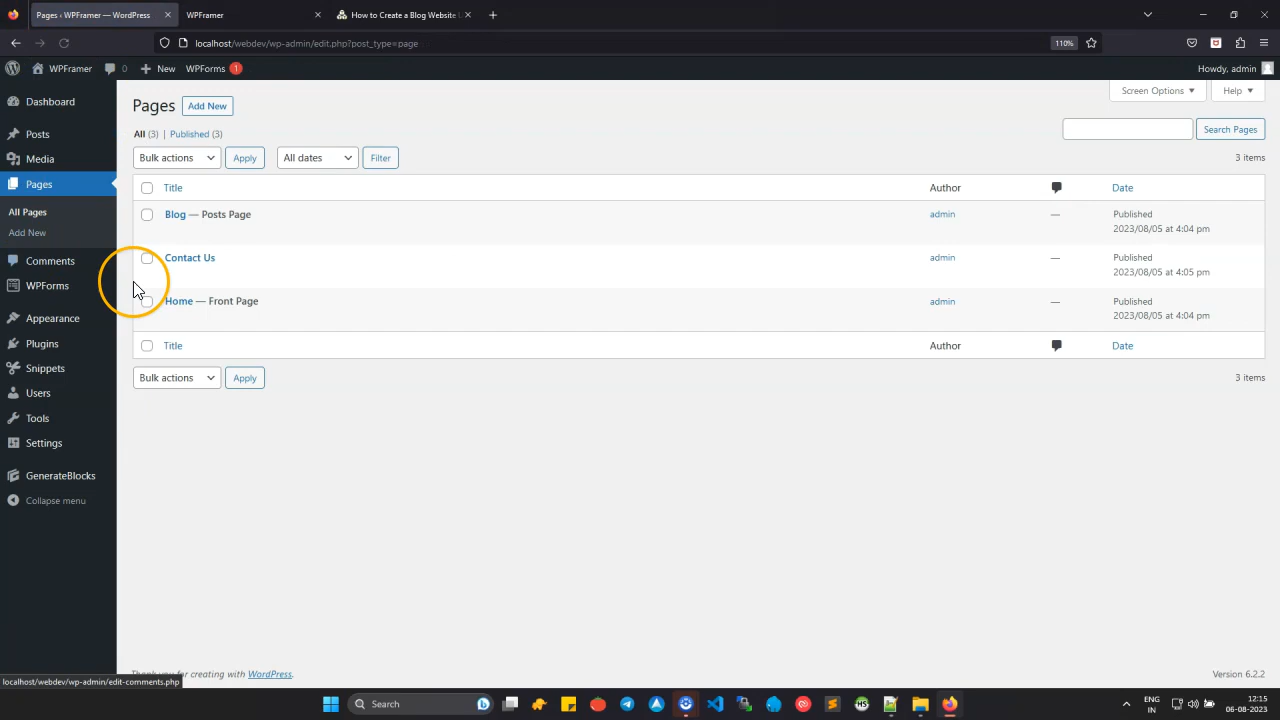 Pages ‹ WPFramer — WordPress
WPFramer
How to Create a Blog Website
localhost/webdev/wp-admin/edit.php?post_type=page
110%
WPFramer
0
New
WPForms 1
Howdy, admin
Dashboard
Posts
Media
Pages
All Pages
Add New
Comments
WPForms
Appearance
Plugins
Snippets
Users
Tools
Settings
GenerateBlocks
Collapse menu
Pages Add New
Screen Options
Help
All (3) | Published (3)
Search Pages
Bulk actions Apply All dates Filter
3 items
Title Author Date
Blog — Posts Page admin — Published
2023/08/05 at 4:04 pm
Contact Us admin — Published
2023/08/05 at 4:05 pm
Home — Front Page admin — Published
2023/08/05 at 4:04 pm
Title Author Date
Bulk actions Apply
3 items
Thank you for creating with WordPress.
Version 6.2.2
localhost/webdev/wp-admin/edit-comments.php
Search
ENG
IN
12:15
06-08-2023